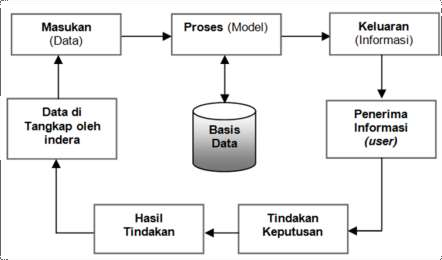 Masukan
(Data)
Proses (Model)
Keluaran
(Informasi)
Data di
Tangkap oleh
indera
Basis
Data
Penerima
Informasi
(user)
Hasil
Tindakan
Tindakan
Keputusan